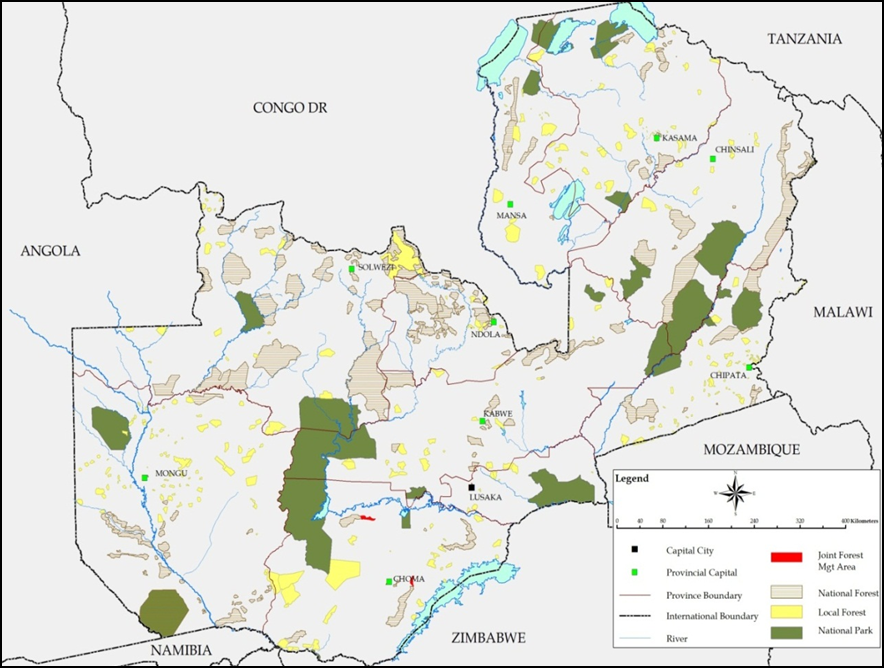 TANZANIA
CONGO DR
KASAMA
CHINSALI
MANSA
ANGOLA
SOLWEZI
MALAWI
NDOLA
CHIPATA
KABWE
MOZAMBIQUE
MONGU
LUSAKA
CHOMA
ZIMBABWE
NAMIBIA
Legend
N
W E
S
0 40 80 160 240 320 400 Kilometers
Capital City
Provincial Capital
Province Boundary
International Boundary
River
Joint Forest
Mgt Area
National Forest
Local Forest
National Park